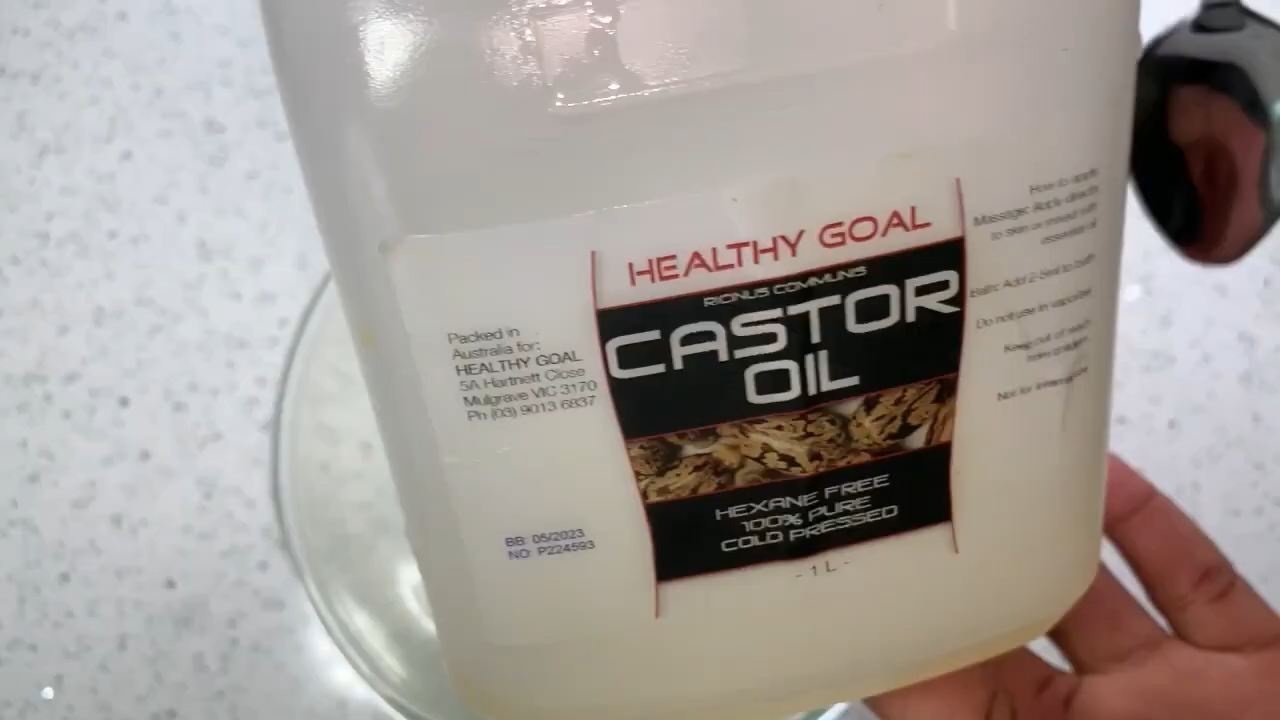 HEALTHY GOAL
RICINUS COMMUNIS
CASTOR
OIL
HEXANE FREE
100% PURE
COLD PRESSED
- 1 L -
Packed in
Australia for:
HEALTHY GOAL
5A Hartnett Close
Mulgrave VIC 3170
Ph (03) 9013 6837
BB: 05/2023
NO: P224593
How to apply
Massage: Apply directly
to skin or mixed with
essential oil
Bath: Add 2-5ml to bath
Do not use in vaporiser
Keep out of reach
from children
Not for